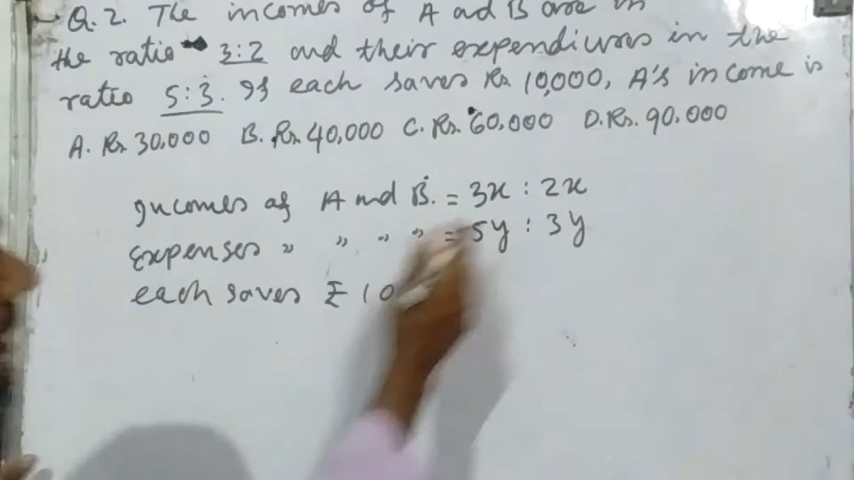 Q.2. The incomes of A and B are in
the ratio 3:2 and their expendiures in the
ratio 5:3. If each saves Rs. 10,000, A's income is
A. Rs. 30,000 B. Rs. 40,000 C. Rs. 60,000 D. Rs. 90,000
Incomes of A and B. = 3x : 2x
Expenses " " " " = 5y : 3y
each saves ₹ 10